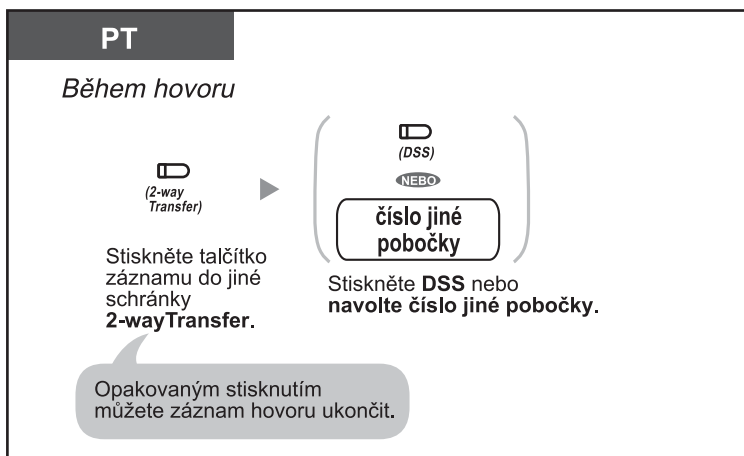 PT
Během hovoru
(2-way
Transfer)
Stiskněte talčítko
záznamu do jiné
schránky
2-wayTransfer.
(DSS)
NEBO
číslo jiné
pobočky
Stiskněte DSS nebo
navolte číslo jiné pobočky.
Opakovaným stisknutím
můžete záznam hovoru ukončit.